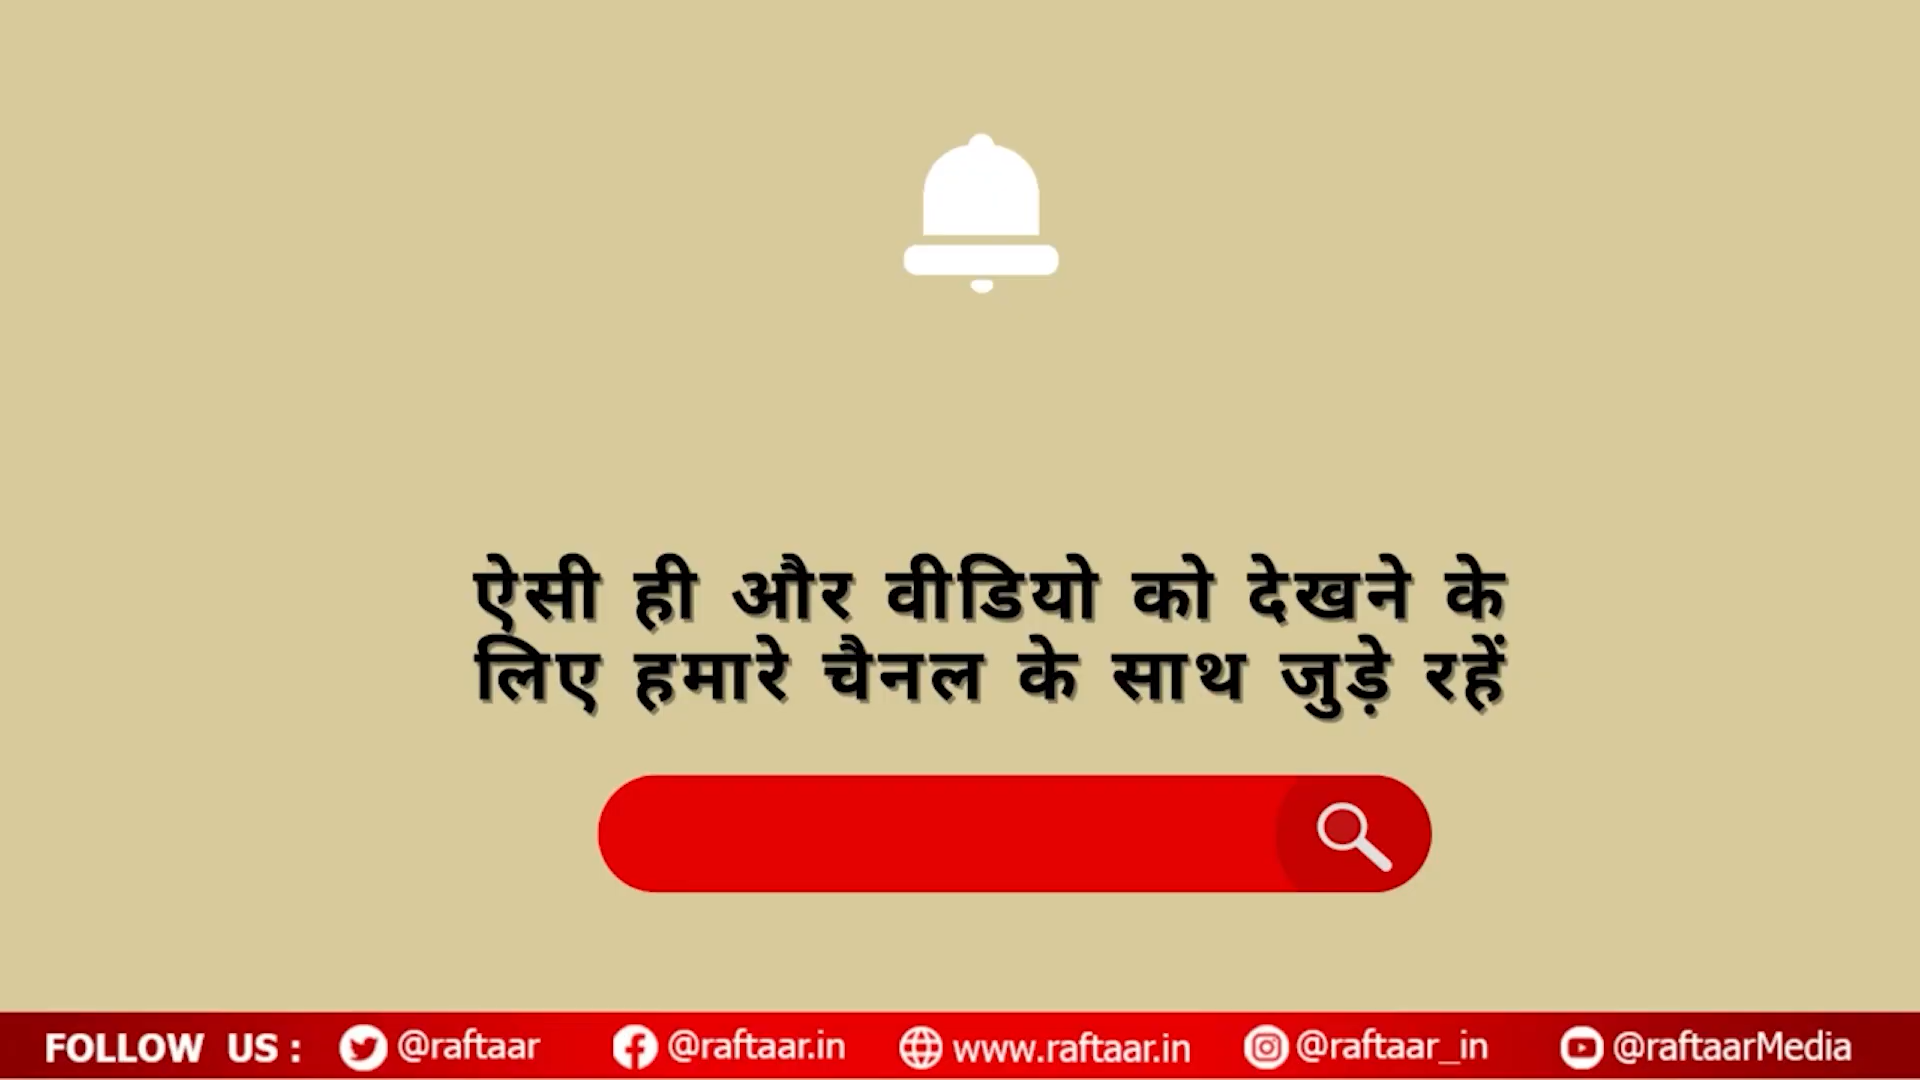 ऐसी ही और वीडियो को देखने के
लिए हमारे चैनल के साथ जुड़े रहें
FOLLOW US : @raftaar @raftaar.in www.raftaar.in @raftaar_in @raftaarMedia